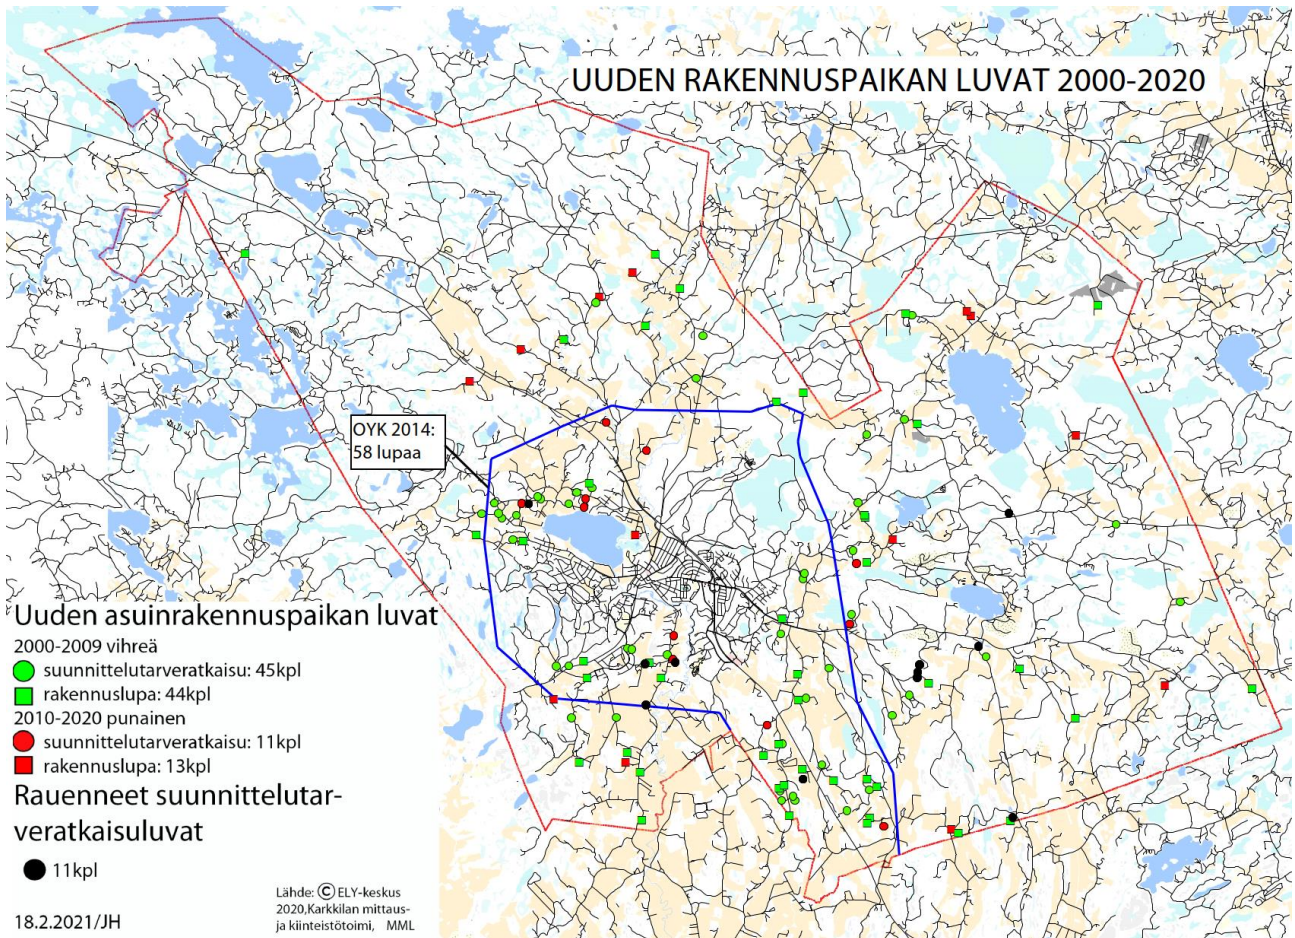 UUDEN RAKENNUSPAIKAN LUVAT 2000-2020
OYK 2014:
58 lupaa
Uuden asuinrakennuspaikan luvat
2000-2009 vihreä
suunnittelutarveratkaisu: 45kpl
rakennuslupa: 44kpl
2010-2020 punainen
suunnittelutarveratkaisu: 11kpl
rakennuslupa: 13kpl
Rauenneet suunnittelutar-
veratkaisuluvat
11kpl
18.2.2021/JH
Lähde: © ELY-keskus
2020,Karkkilan mittaus-
ja kiinteistötoimi, MML